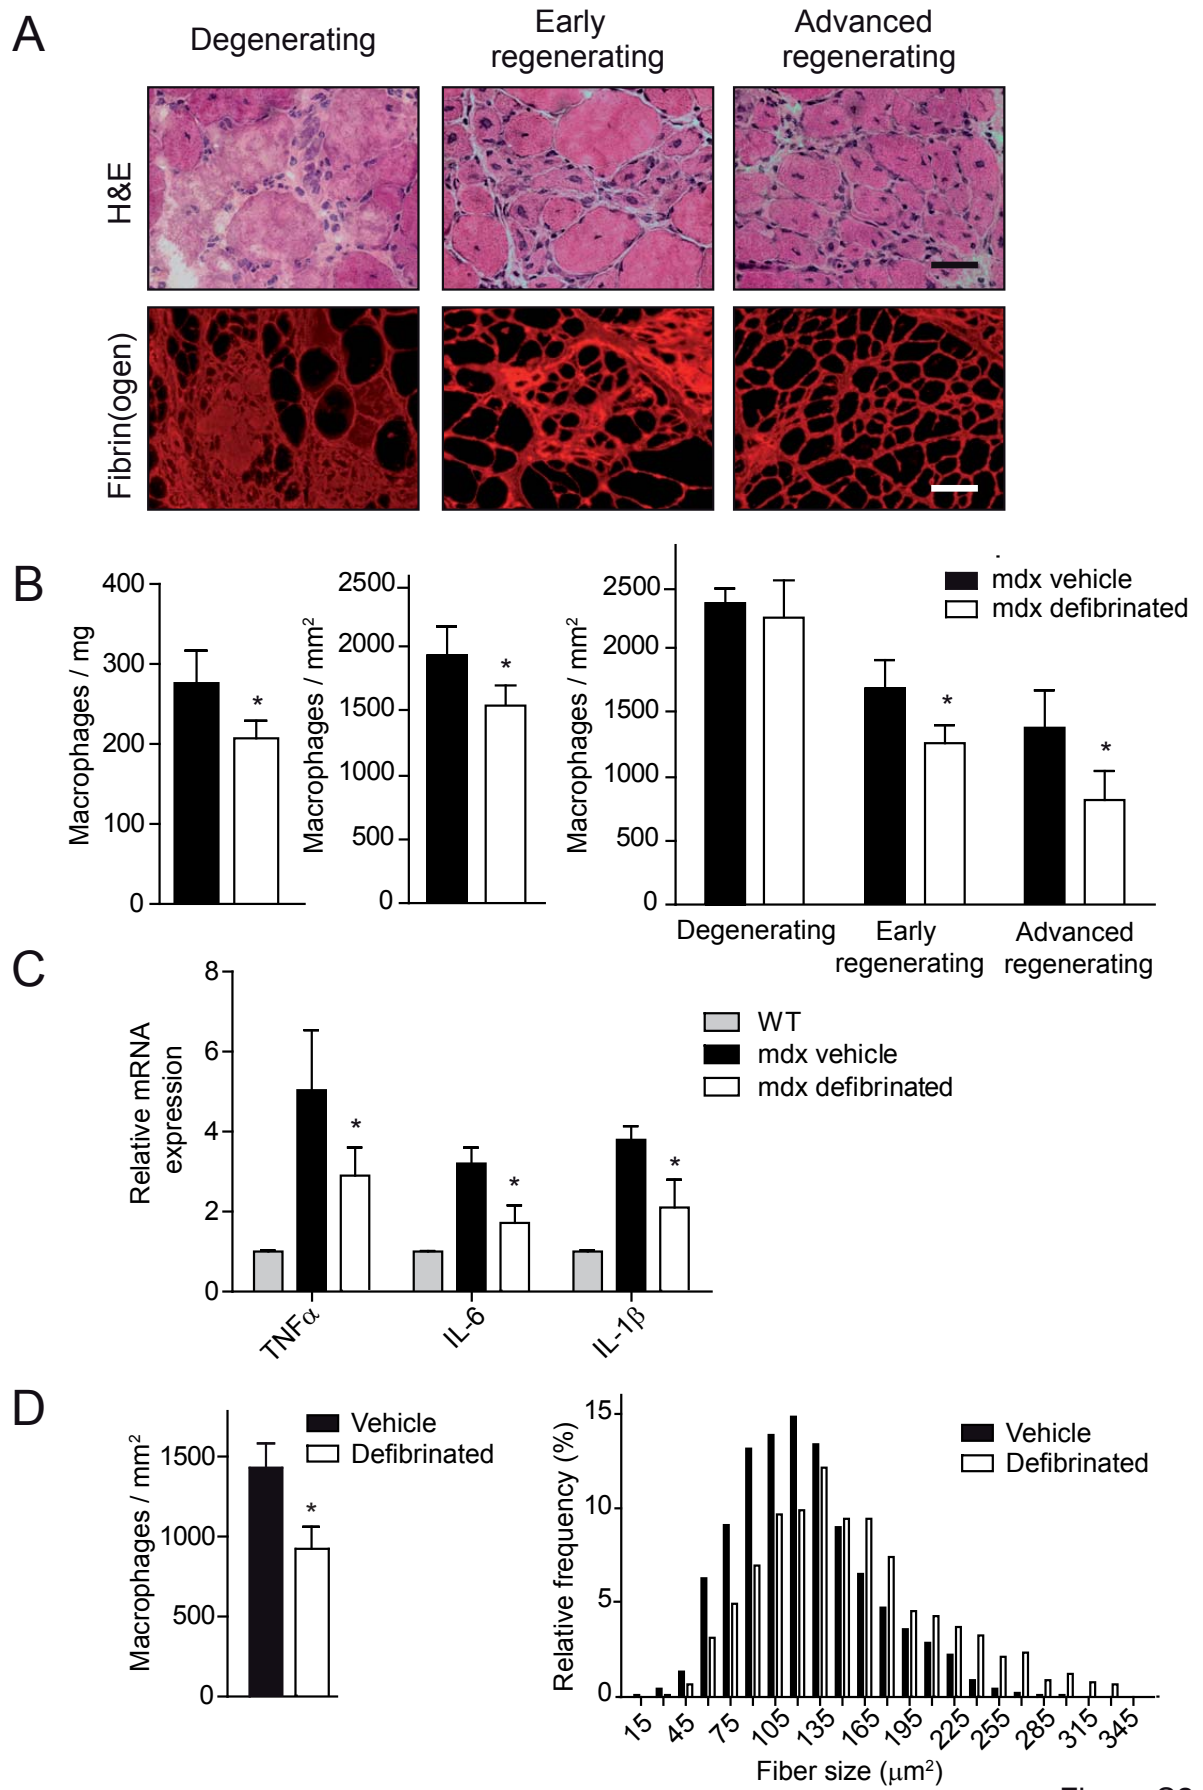 A
Degenerating
Early
regenerating
Advanced
regenerating
H&E
Fibrin(ogen)
B
Macrophages / mg
400
300
200
100
0
Macrophages / mm²
2500
2000
1500
1000
500
0
Macrophages / mm²
2500
2000
1500
1000
500
0
mdx vehicle
mdx defibrinated
*
*
*
*
Degenerating
Early
regenerating
Advanced
regenerating
C
Relative mRNA
expression
8
6
4
2
0
WT
mdx vehicle
mdx defibrinated
*
*
*
TNFα
IL-6
IL-1β
D
Macrophages / mm²
1500
1000
500
0
Vehicle
Defibrinated
*
Relative frequency (%)
15
10
5
0
Vehicle
Defibrinated
15 45 75 105 135 165 195 225 255 285 315 345
Fiber size (μm²)